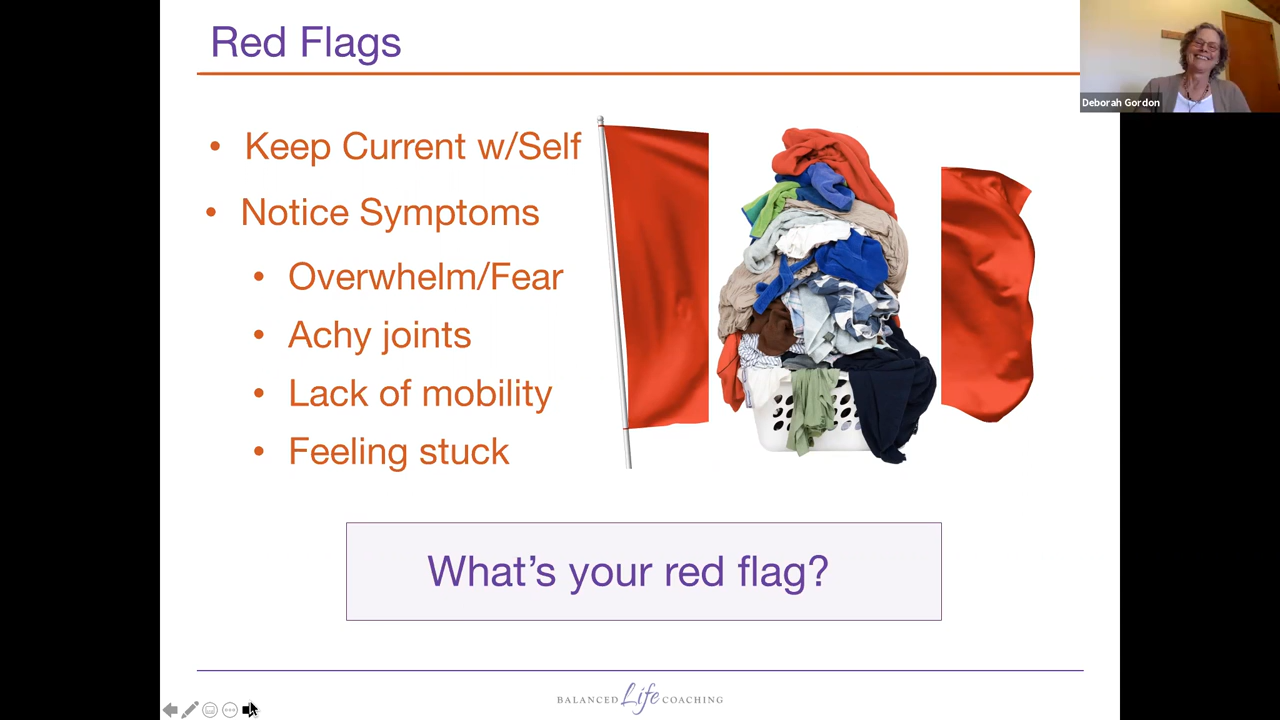 Red Flags
Deborah Gordon
• Keep Current w/Self
• Notice Symptoms
• Overwhelm/Fear
• Achy joints
• Lack of mobility
• Feeling stuck
What’s your red flag?
BALANCED Life COACHING